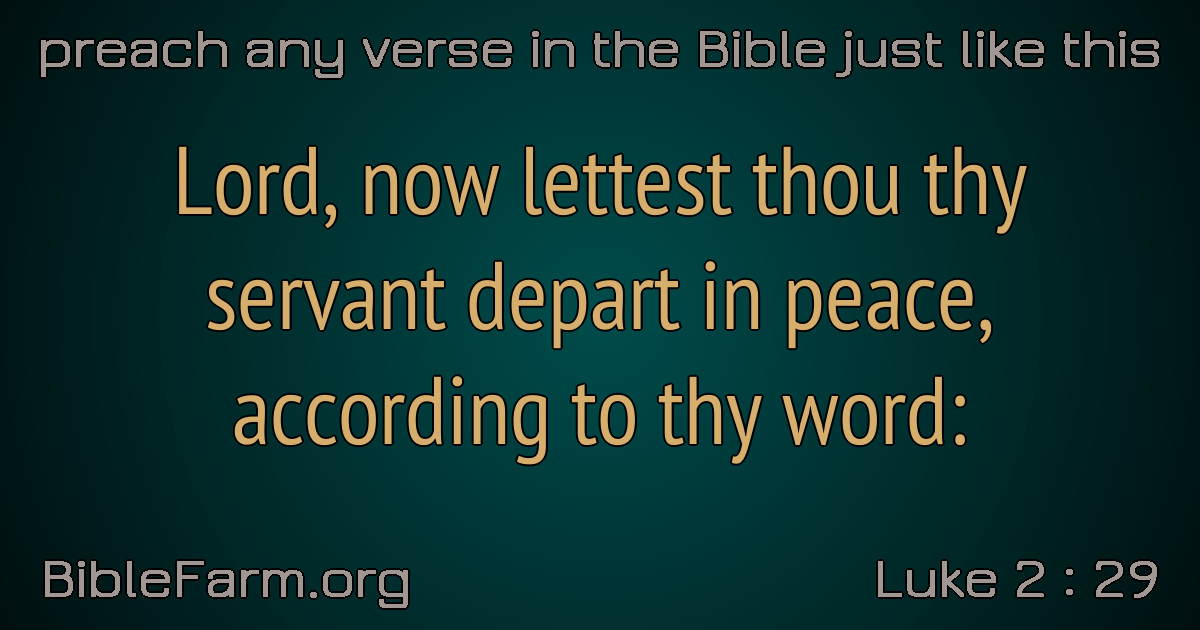 preach any verse in the Bible just like this
Lord, now lettest thou thy
servant depart in peace,
according to thy word:
BibleFarm.org
Luke 2 : 29